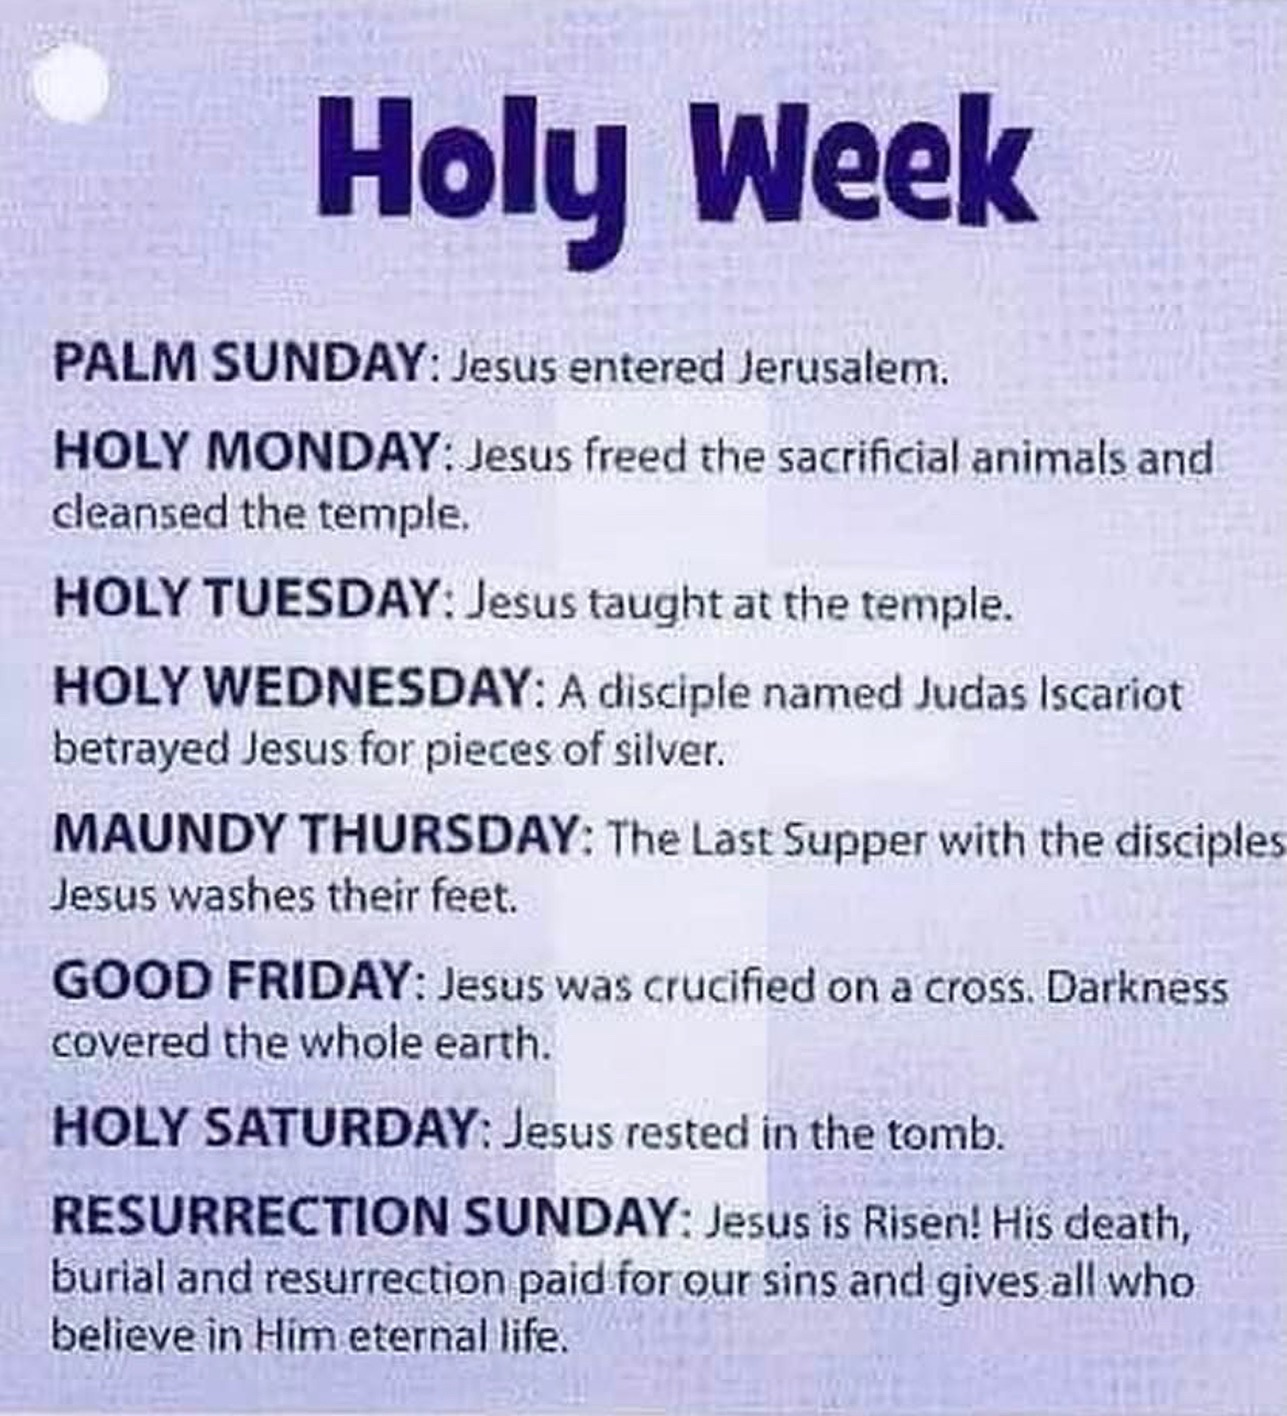 Holy Week
PALM SUNDAY: Jesus entered Jerusalem.
HOLY MONDAY: Jesus freed the sacrificial animals and
cleansed the temple.
HOLY TUESDAY: Jesus taught at the temple.
HOLY WEDNESDAY: A disciple named Judas Iscariot
betrayed Jesus for pieces of silver.
MAUNDY THURSDAY: The Last Supper with the disciples
Jesus washes their feet.
GOOD FRIDAY: Jesus was crucified on a cross. Darkness
covered the whole earth.
HOLY SATURDAY: Jesus rested in the tomb.
RESURRECTION SUNDAY: Jesus is Risen! His death,
burial and resurrection paid for our sins and gives all who
believe in Him eternal life.